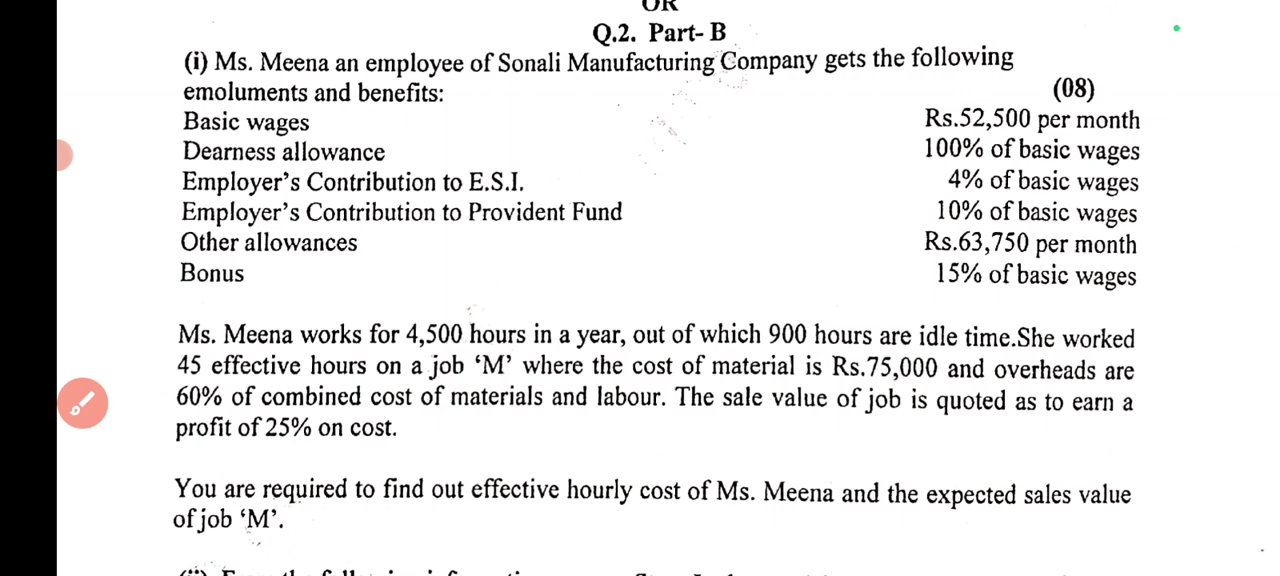 OR
Q.2. Part- B
(i) Ms. Meena an employee of Sonali Manufacturing Company gets the following
emoluments and benefits: (08)
Basic wages Rs.52,500 per month
Dearness allowance 100% of basic wages
Employer's Contribution to E.S.I. 4% of basic wages
Employer's Contribution to Provident Fund 10% of basic wages
Other allowances Rs.63,750 per month
Bonus 15% of basic wages
Ms. Meena works for 4,500 hours in a year, out of which 900 hours are idle time.She worked
45 effective hours on a job 'M' where the cost of material is Rs.75,000 and overheads are
60% of combined cost of materials and labour. The sale value of job is quoted as to earn a
profit of 25% on cost.
You are required to find out effective hourly cost of Ms. Meena and the expected sales value
of job 'M'.